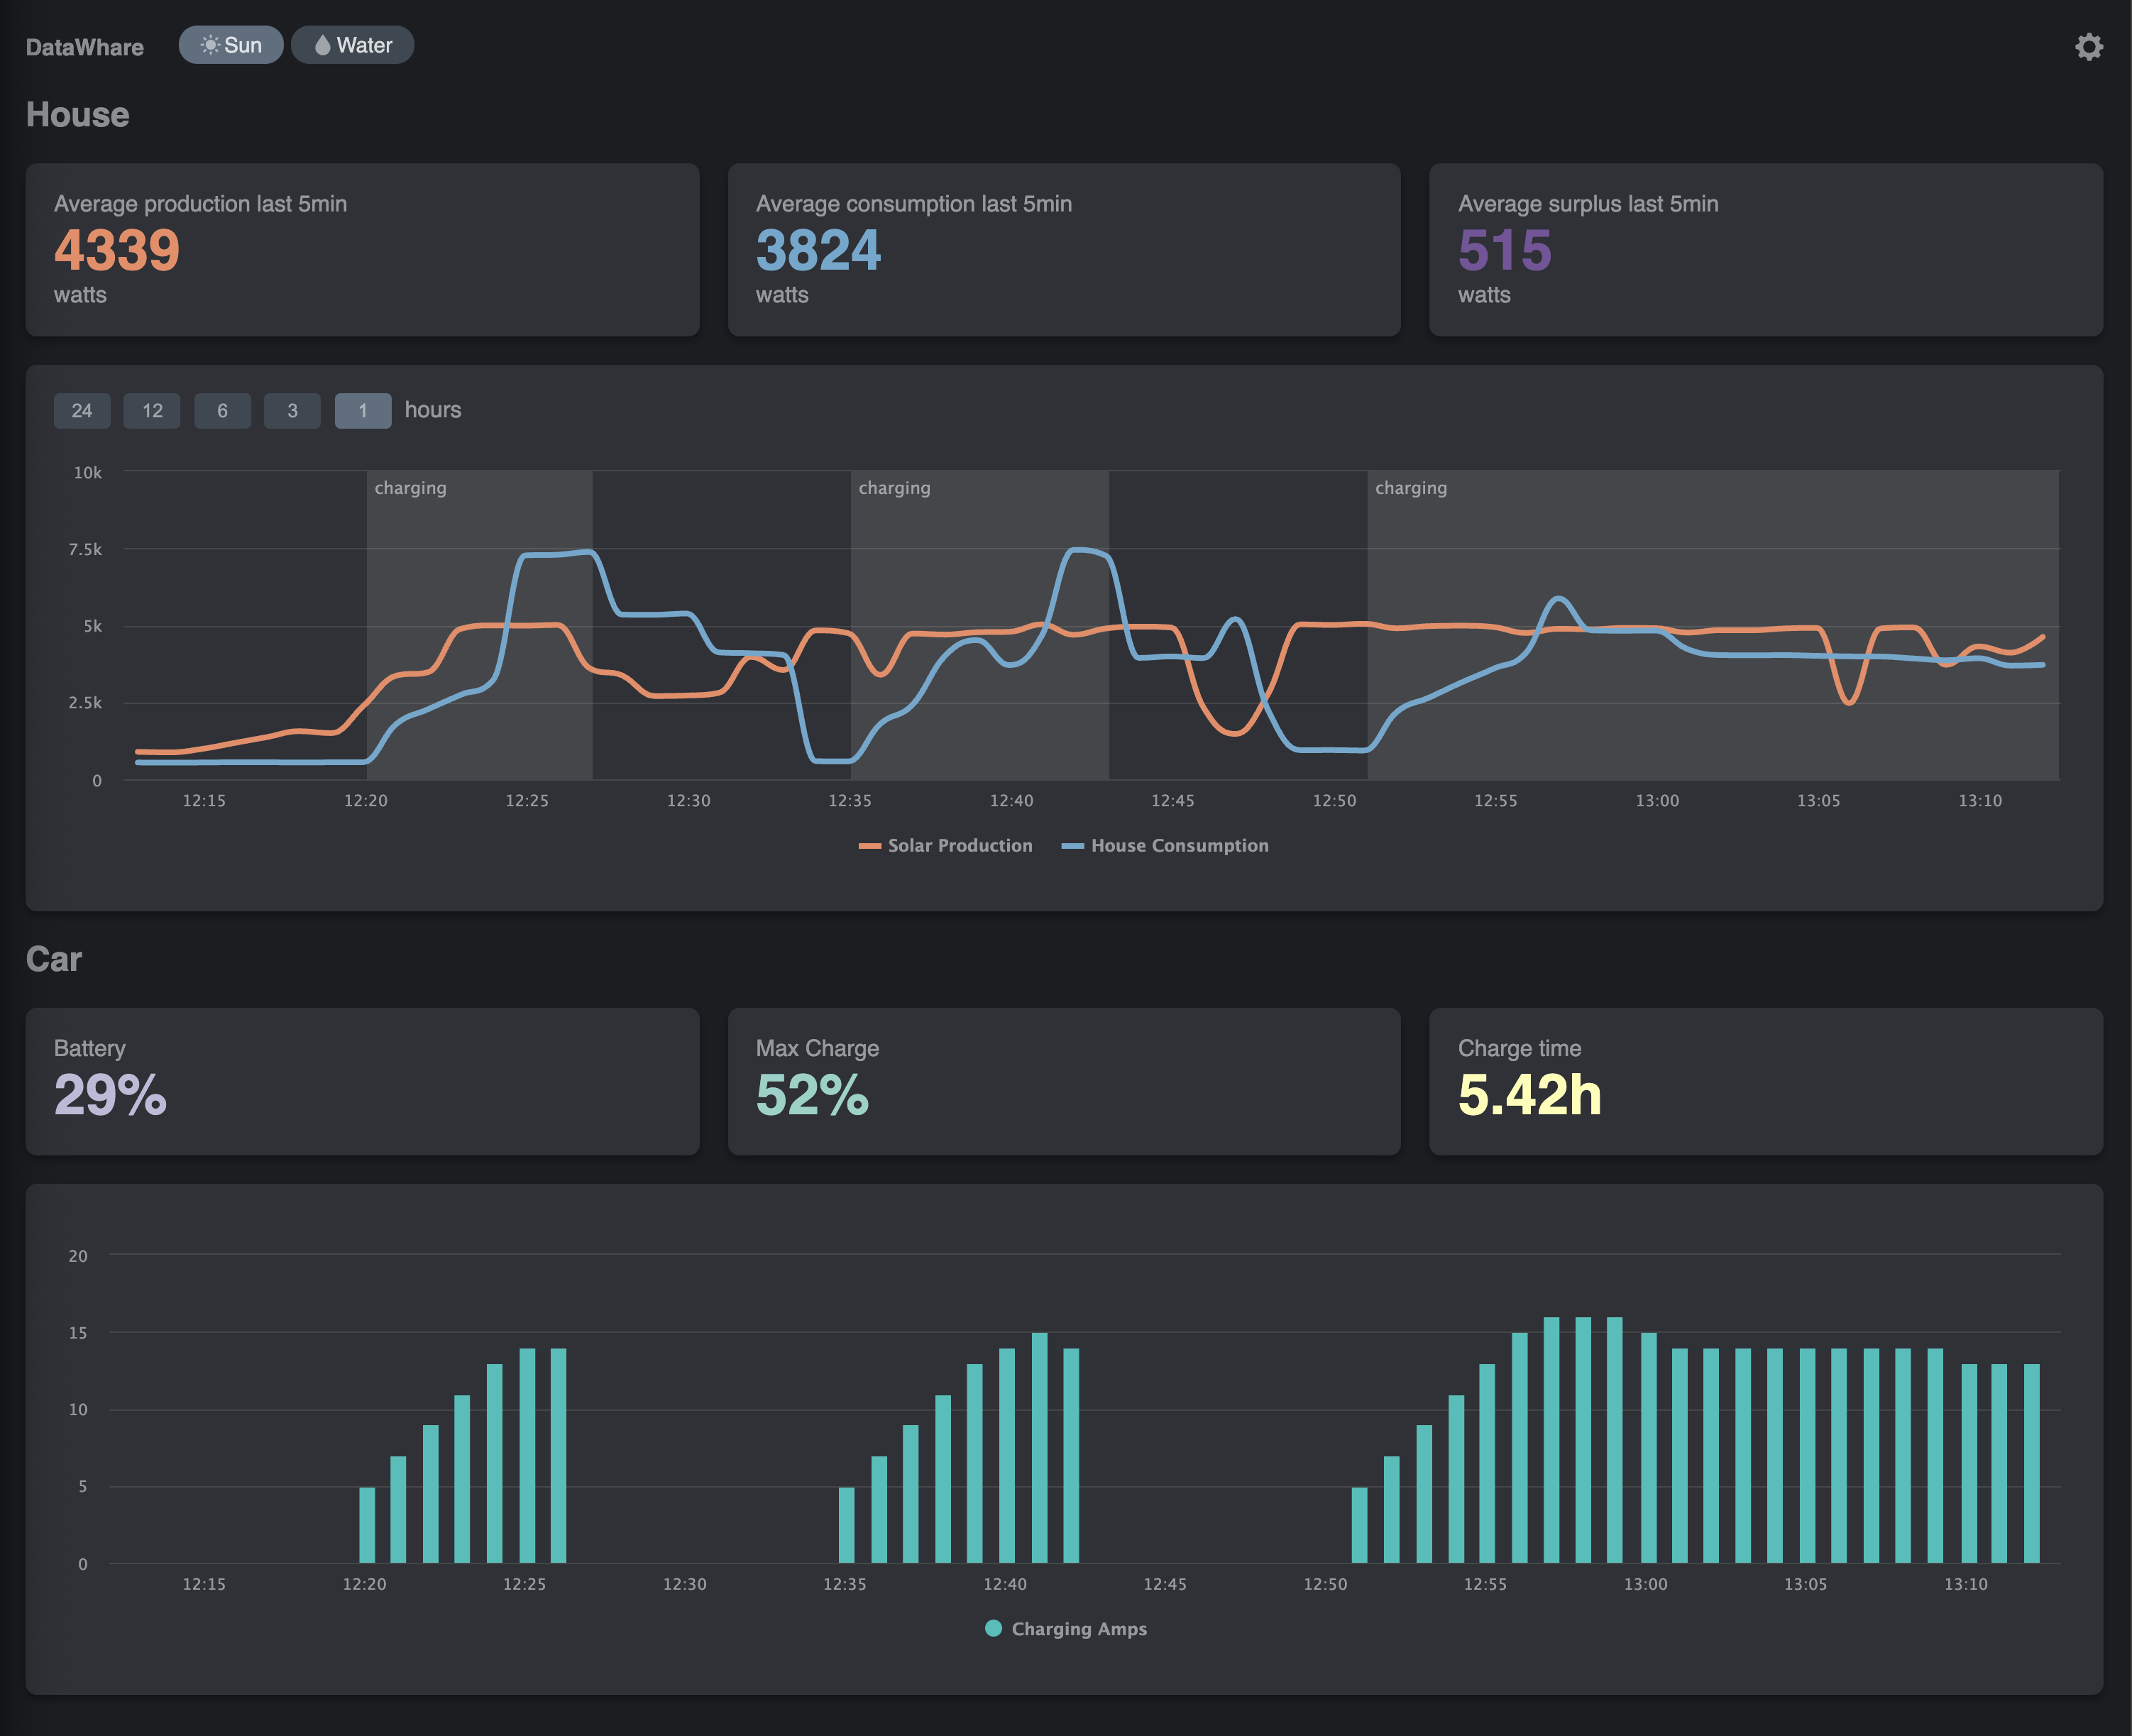 DataWhare Sun Water
House
Average production last 5min
4339
watts
Average consumption last 5min
3824
watts
Average surplus last 5min
515
watts
24 12 6 3 1 hours
10k
7.5k
5k
2.5k
0
charging charging charging
12:15 12:20 12:25 12:30 12:35 12:40 12:45 12:50 12:55 13:00 13:05 13:10
Solar Production House Consumption
Car
Battery
29%
Max Charge
52%
Charge time
5.42h
20
15
10
5
0
12:15 12:20 12:25 12:30 12:35 12:40 12:45 12:50 12:55 13:00 13:05 13:10
Charging Amps